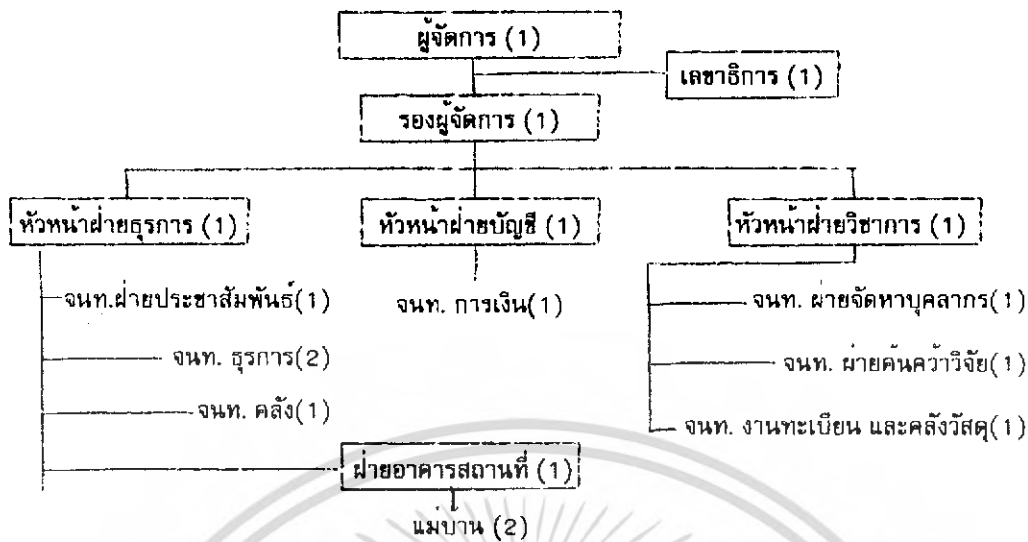 ผู้จัดการ (1)
เลขาธิการ (1)
รองผู้จัดการ (1)
หัวหน้าฝ่ายธุรการ (1)
หัวหน้าฝ่ายบัญชี (1)
หัวหน้าฝ่ายวิชาการ (1)
จนท.ฝ่ายประชาสัมพันธ์(1)
จนท. การเงิน(1)
จนท. ฝ่ายจัดหาบุคลากร(1)
จนท. ธุรการ(2)
จนท. ฝ่ายค้นคว้าวิจัย(1)
จนท. คลัง(1)
จนท. งานทะเบียน และคลังวัสดุ(1)
ฝ่ายอาคารสถานที่ (1)
แม่บ้าน (2)